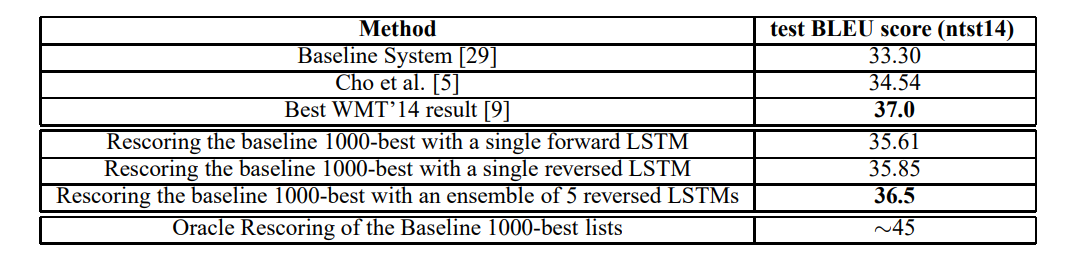 Method test BLEU score (ntst14)
Baseline System [29] 33.30
Cho et al. [5] 34.54
Best WMT'14 result [9] 37.0
Rescoring the baseline 1000-best with a single forward LSTM 35.61
Rescoring the baseline 1000-best with a single reversed LSTM 35.85
Rescoring the baseline 1000-best with an ensemble of 5 reversed LSTMs 36.5
Oracle Rescoring of the Baseline 1000-best lists ∼45